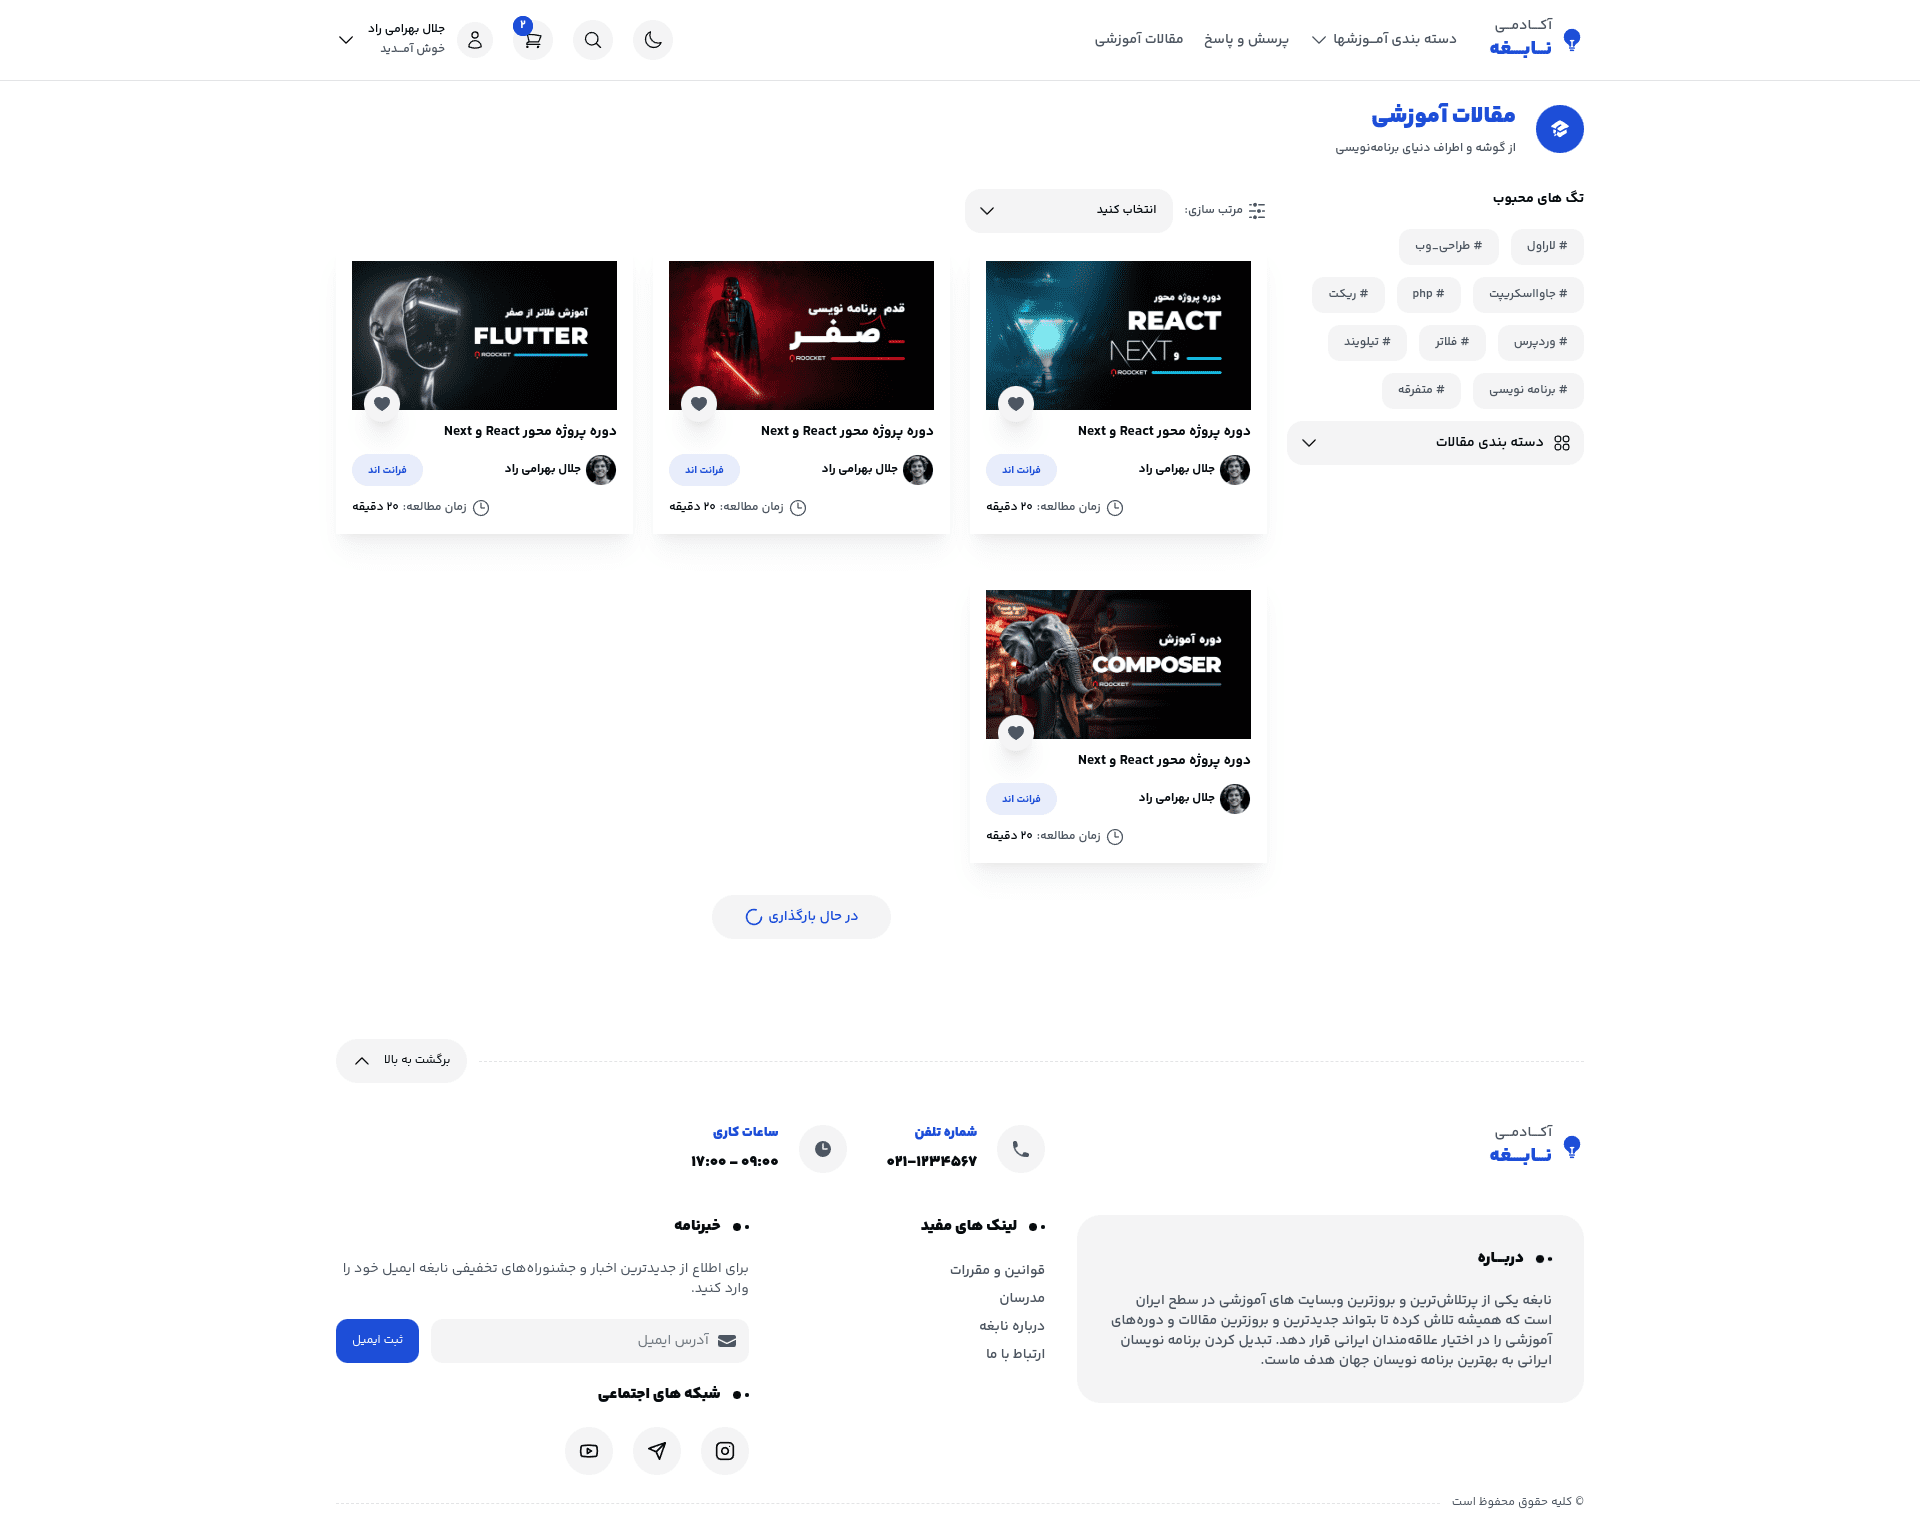 آکـــادمــی
نـــابـــغه
دسته بندی آمــوزشها
پرسش و پاسخ
مقالات آموزشی
۲
جلال بهرامی راد
خوش آمــدید
مقالات آموزشی
از گوشه و اطراف دنیای برنامه‌نویسی
تگ های محبوب
# لاراول
# طراحی_وب
# جاوااسکریپت
# php
# ریکت
# وردپرس
# فلاتر
# تیلویند
# برنامه نویسی
# متفرقه
دسته بندی مقالات
مرتب سازی:
انتخاب کنید
دوره پروژه محور
REACT
و NEXT
ROOCKET
دوره پروژه محور React و Next
جلال بهرامی راد
فرانت اند
زمان مطالعه: ۲۰ دقیقه
قدم برنامه نویسی
صفر
ROOCKET
دوره پروژه محور React و Next
جلال بهرامی راد
فرانت اند
زمان مطالعه: ۲۰ دقیقه
آموزش فلاتر از صفر
FLUTTER
ROOCKET
دوره پروژه محور React و Next
جلال بهرامی راد
فرانت اند
زمان مطالعه: ۲۰ دقیقه
دوره آموزش
COMPOSER
ROOCKET
دوره پروژه محور React و Next
جلال بهرامی راد
فرانت اند
زمان مطالعه: ۲۰ دقیقه
در حال بارگذاری
برگشت به بالا
آکـــادمــی
نـــابـــغه
شماره تلفن
۰۲۱-۱۲۳۴۵۶۷
ساعات کاری
۰۹:۰۰ - ۱۷:۰۰
دربـــاره
نابغه یکی از پرتلاش‌ترین و بروزترین وبسایت های آموزشی در سطح ایران
است که همیشه تلاش کرده تا بتواند جدیدترین و بروزترین مقالات و دوره‌های
آموزشی را در اختیار علاقه‌مندان ایرانی قرار دهد. تبدیل کردن برنامه نویسان
ایرانی به بهترین برنامه نویسان جهان هدف ماست.
لینک های مفید
قوانین و مقررات
مدرسان
درباره نابغه
ارتباط با ما
خبرنامه
برای اطلاع از جدیدترین اخبار و جشنوراه‌های تخفیفی نابغه ایمیل خود را
وارد کنید.
آدرس ایمیل
ثبت ایمیل
شبکه های اجتماعی
© کلیه حقوق محفوظ است